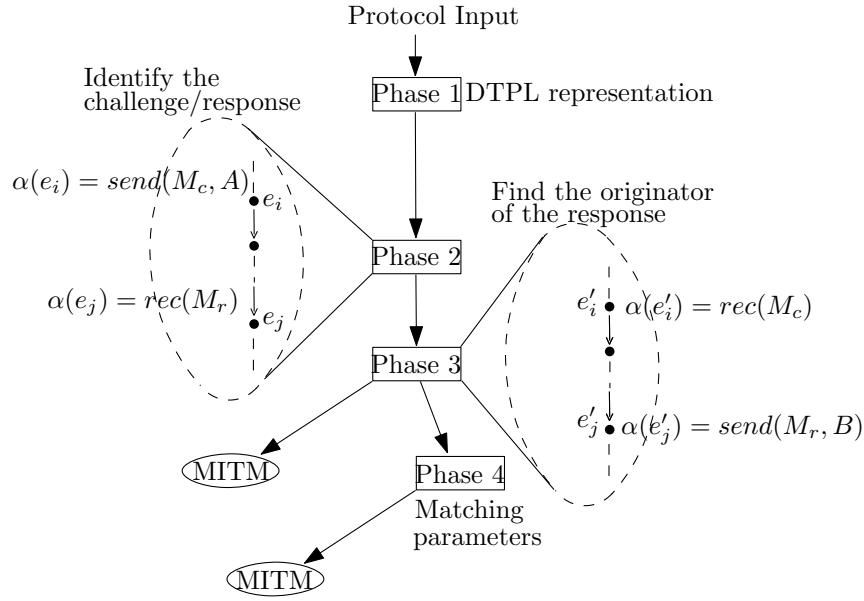 Protocol Input
Identify the
challenge/response
Phase 1 DTPL representation
α(e_i) = send(M_c, A)
e_i
Find the originator
of the response
Phase 2
α(e_j) = rec(M_r)
e_j
e′_i α(e′_i) = rec(M_c)
Phase 3
e′_j α(e′_j) = send(M_r, B)
MITM
Phase 4
Matching
parameters
MITM